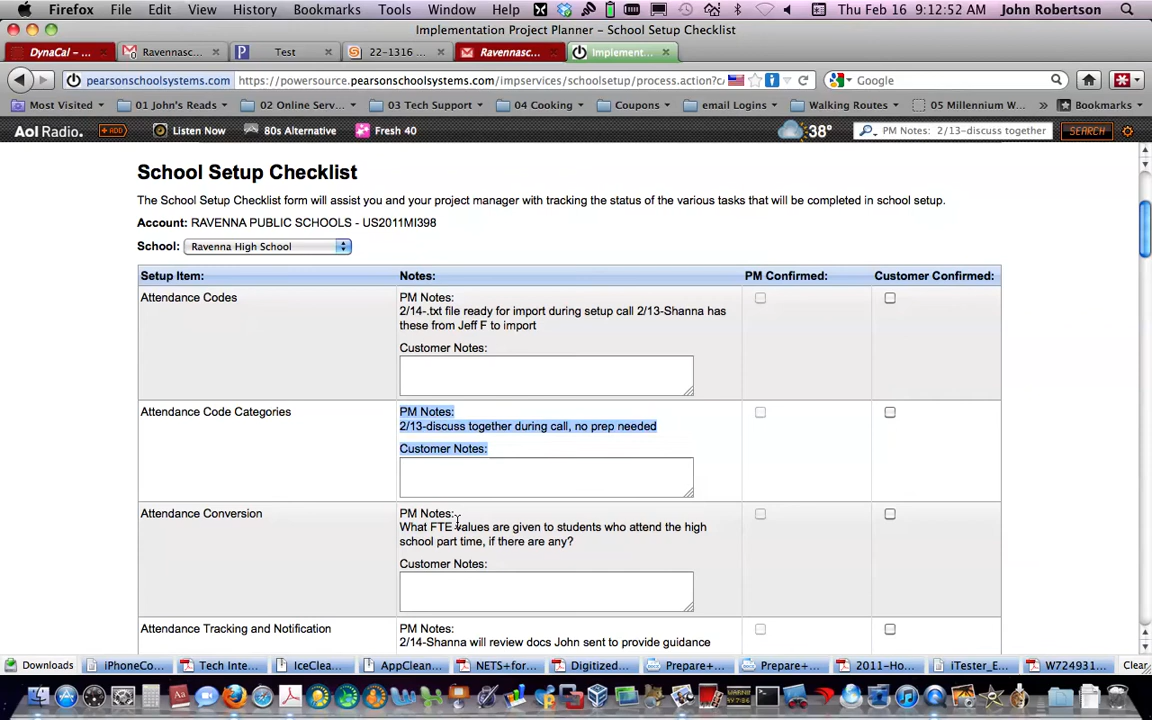 Firefox File Edit View History Bookmarks Tools Window Help Thu Feb 16 9:12:52 AM John Robertson
Implementation Project Planner – School Setup Checklist
DynaCal – ... Ravennasc... Test 22-1316 ... Ravennasc... Implement...
pearsonschoolsystems.com https://powersource.pearsonschoolsystems.com/impservices/schoolsetup/process.action?c Google
Most Visited 01 John's Reads 02 Online Serv... 03 Tech Support 04 Cooking Coupons email Logins Walking Routes 05 Millennium W... » Bookmarks
Aol Radio. +ADD Listen Now 80s Alternative Fresh 40 38° PM Notes: 2/13-discuss together SEARCH
School Setup Checklist
The School Setup Checklist form will assist you and your project manager with tracking the status of the various tasks that will be completed in school setup.
Account: RAVENNA PUBLIC SCHOOLS - US2011MI398
School: Ravenna High School
Setup Item: Notes: PM Confirmed: Customer Confirmed:
Attendance Codes PM Notes:
2/14-.txt file ready for import during setup call 2/13-Shanna has
these from Jeff F to import
Customer Notes:
Attendance Code Categories PM Notes:
2/13-discuss together during call, no prep needed
Customer Notes:
Attendance Conversion PM Notes:
What FTE values are given to students who attend the high
school part time, if there are any?
Customer Notes:
Attendance Tracking and Notification PM Notes:
2/14-Shanna will review docs John sent to provide guidance
Downloads iPhoneCo... Tech Inte... IceClea... AppClean... NETS+for... Digitized... Prepare+... Prepare+... 2011-Ho... iTester_E... W724931... Clear